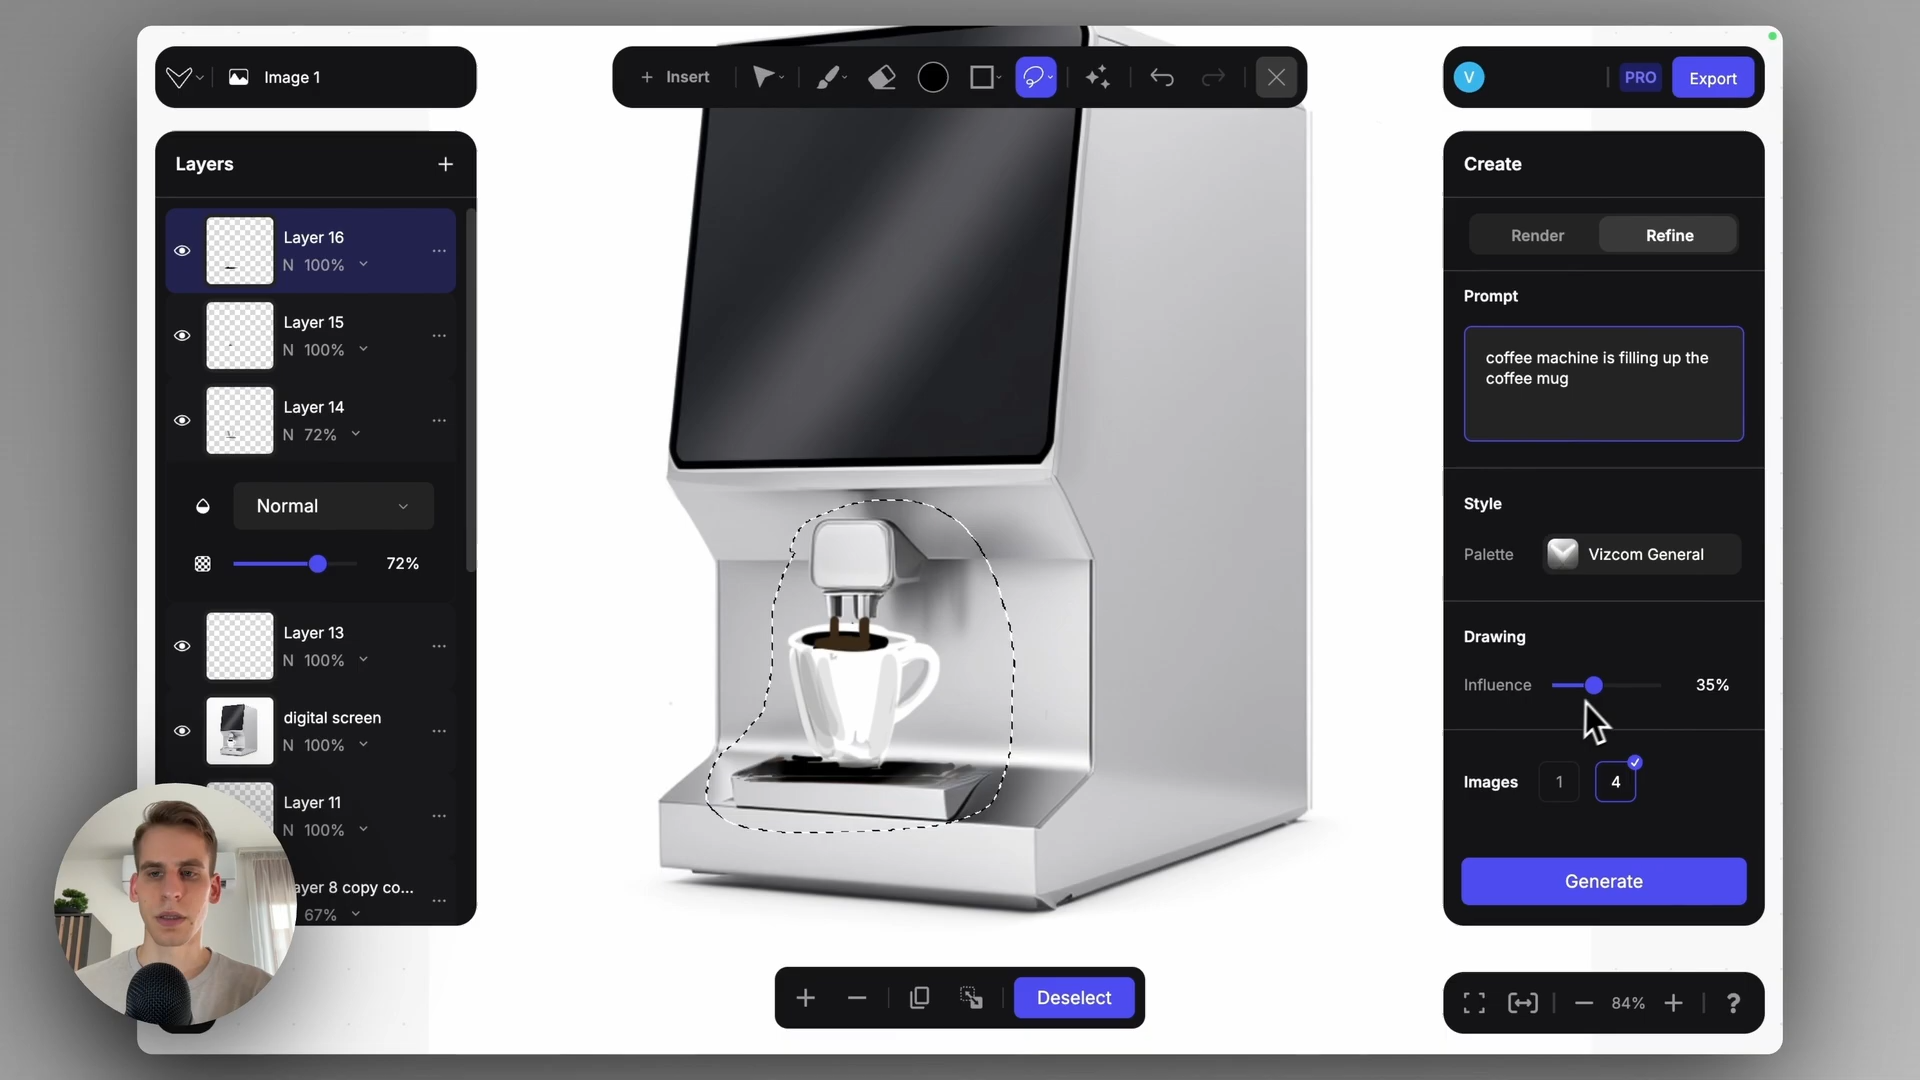 Image 1
Insert
V
PRO
Export
Layers
Layer 16
N 100%
Layer 15
N 100%
Layer 14
N 72%
Normal
72%
Layer 13
N 100%
digital screen
N 100%
Layer 11
N 100%
ayer 8 copy co...
67%
Create
Render
Refine
Prompt
coffee machine is filling up the
coffee mug
Style
Palette
Vizcom General
Drawing
Influence
35%
Images
1
4
Generate
Deselect
84%
?